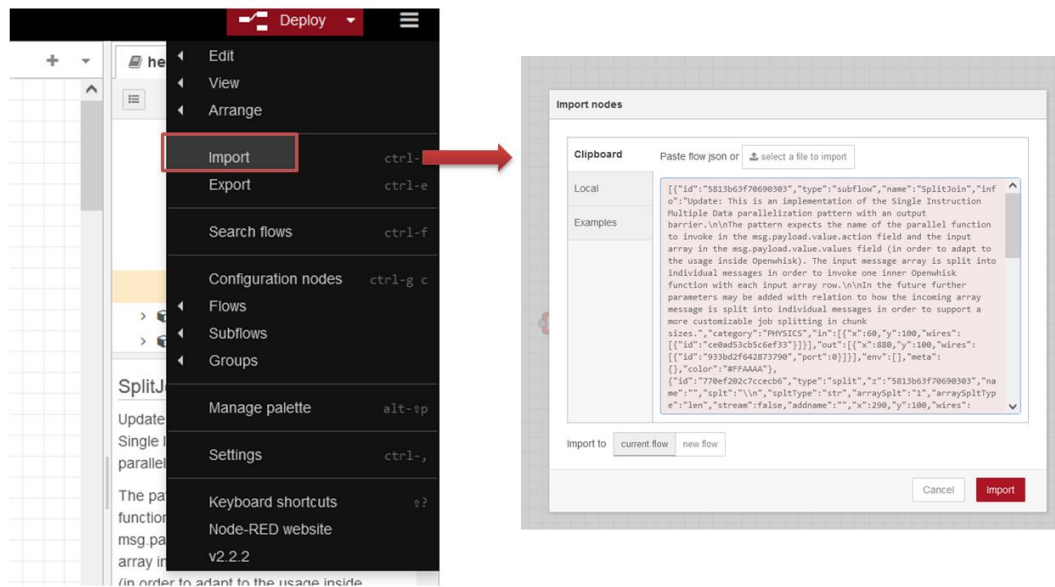 Deploy
he
Edit
View
Arrange
Import ctrl-
Export ctrl-e
Search flows ctrl-f
Configuration nodes ctrl-g c
Flows
Subflows
Groups
Manage palette alt-⇧p
Settings ctrl-,
Keyboard shortcuts ⇧?
Node-RED website
v2.2.2
SplitJ
Update
Single I
parallel
The pa
function
msg.pa
array in
(in order to adapt to the usage inside
Import nodes
Clipboard
Local
Examples
Paste flow json or select a file to import
[{"id":"5813b63f70690303","type":"subflow","name":"SplitJoin","inf
o":"Update: This is an implementation of the Single Instruction
Multiple Data parallelization pattern with an output
barrier.\n\nThe pattern expects the name of the parallel function
to invoke in the msg.payload.value.action field and the input
array in the msg.payload.value.values field (in order to adapt to
the usage inside Openwhisk). The input message array is split into
individual messages in order to invoke one inner Openwhisk
function with each input array row.\n\nIn the future further
parameters may be added with relation to how the incoming array
message is split into individual messages in order to support a
more customizable job splitting in chunk
sizes.","category":"PHYSICS","in":[{"x":60,"y":100,"wires":
[{"id":"ce0ad53cb5c6ef33"}]}],"out":[{"x":880,"y":100,"wires":
[{"id":"933bd2f642873790","port":0}]}],"env":[],"meta":
{},"color":"#FFAAAA"},
{"id":"770ef202c7ccecb6","type":"split","z":"5813b63f70690303","na
me":"","splt":"\\n","spltType":"str","arraySplt":"1","arraySpltTyp
e":"len","stream":false,"addname":"","x":290,"y":100,"wires":
Import to current flow new flow
Cancel Import